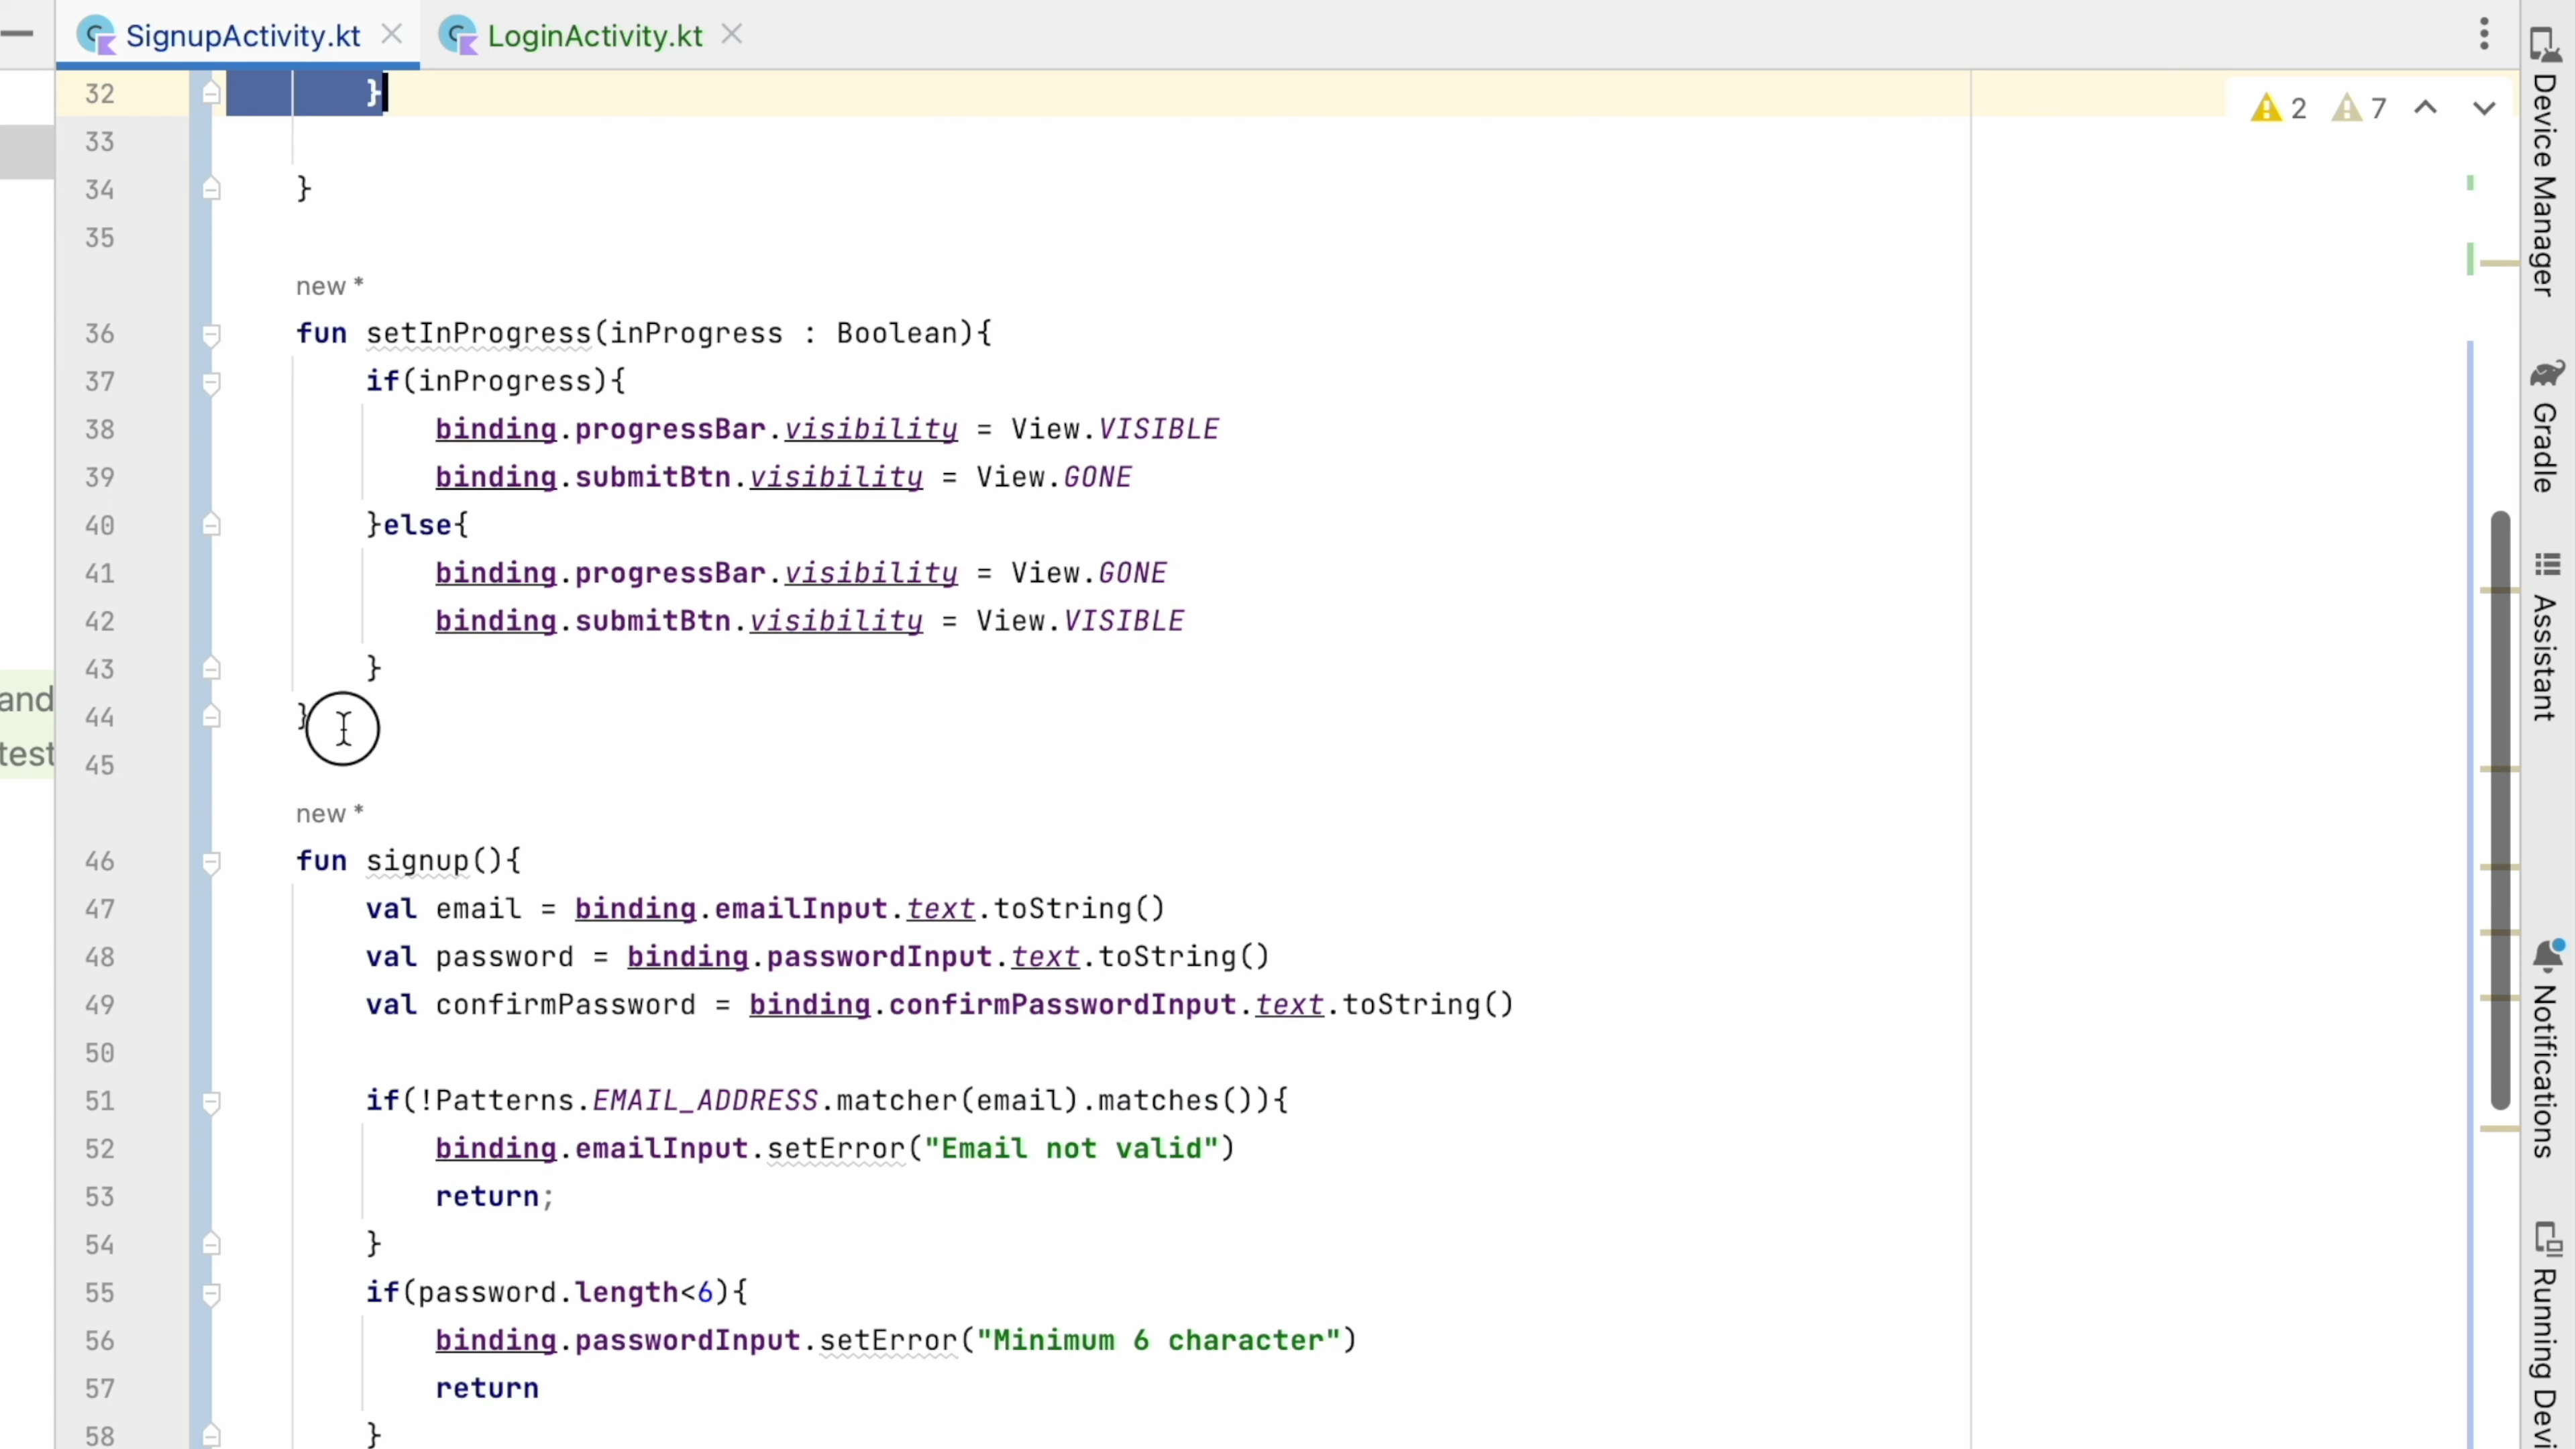 SignupActivity.kt LoginActivity.kt
32 }
33
34 }
35
new *
36 fun setInProgress(inProgress : Boolean){
37 if(inProgress){
38 binding.progressBar.visibility = View.VISIBLE
39 binding.submitBtn.visibility = View.GONE
40 }else{
41 binding.progressBar.visibility = View.GONE
42 binding.submitBtn.visibility = View.VISIBLE
43 }
44 }
45
new *
46 fun signup(){
47 val email = binding.emailInput.text.toString()
48 val password = binding.passwordInput.text.toString()
49 val confirmPassword = binding.confirmPasswordInput.text.toString()
50
51 if(!Patterns.EMAIL_ADDRESS.matcher(email).matches()){
52 binding.emailInput.setError("Email not valid")
53 return;
54 }
55 if(password.length<6){
56 binding.passwordInput.setError("Minimum 6 character")
57 return
58 }
and
test
2 7
Device Manager
Gradle
Assistant
Notifications
Running Devi